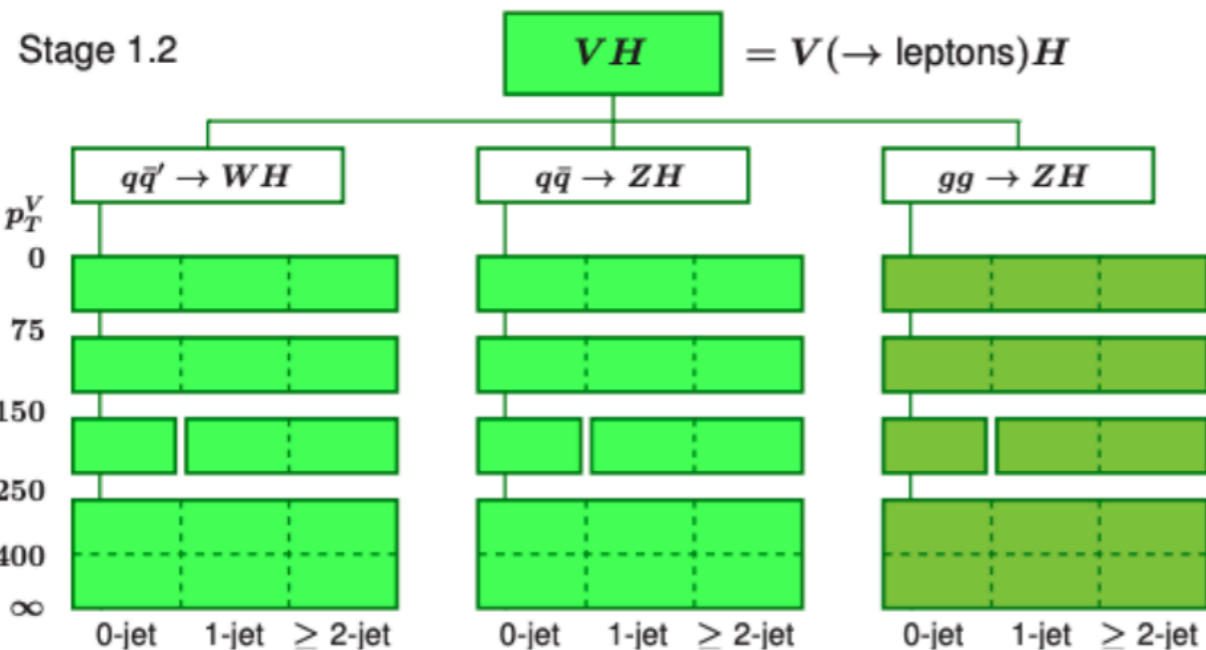 Stage 1.2
VH = V(→ leptons)H
qq̄′ → WH
qq̄ → ZH
gg → ZH
p_T^V
0
75
150
250
400
∞
0-jet 1-jet ≥ 2-jet
0-jet 1-jet ≥ 2-jet
0-jet 1-jet ≥ 2-jet